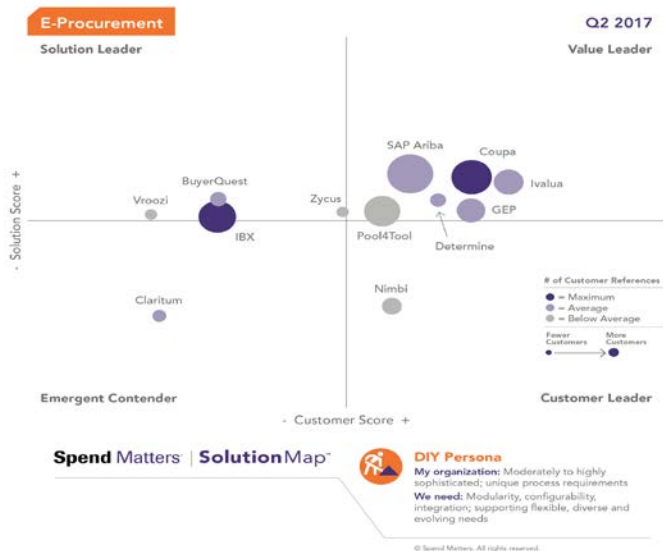 E-Procurement
Q2 2017
Solution Leader
Value Leader
SAP Ariba
Coupa
Ivalua
BuyerQuest
Vroozi
Zycus
GEP
IBX
Pool4Tool
Determine
Nimbi
Claritum
- Solution Score +
# of Customer References
= Maximum
= Average
= Below Average
Fewer Customers
More Customers
Emergent Contender
Customer Leader
- Customer Score +
Spend Matters | SolutionMap™
DIY Persona
My organization: Moderately to highly
sophisticated; unique process requirements
We need: Modularity, configurability,
integration; supporting flexible, diverse and
evolving needs
© Spend Matters. All rights reserved.